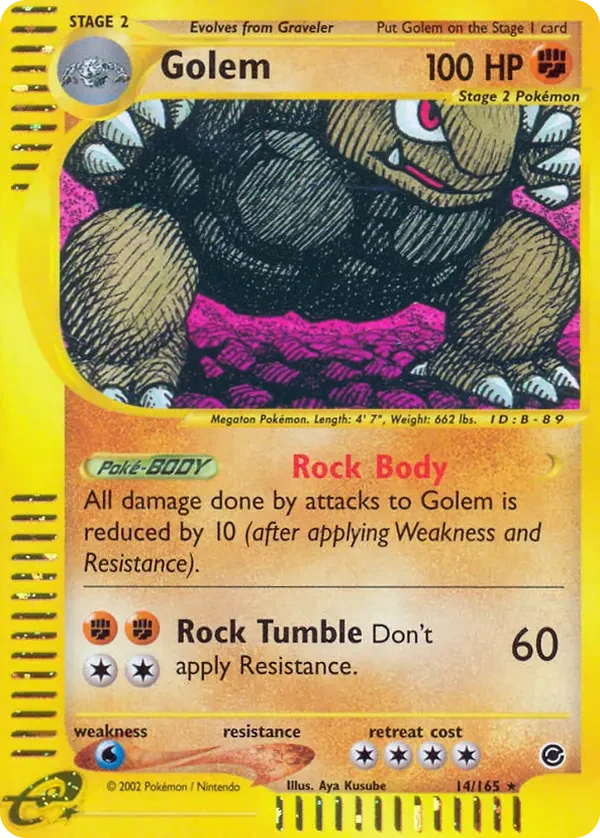 STAGE 2 Evolves from Graveler Put Golem on the Stage 1 card
Golem 100 HP
Stage 2 Pokémon
Megaton Pokémon. Length: 4' 7", Weight: 662 lbs. ID:B-89
Poké-BODY Rock Body
All damage done by attacks to Golem is
reduced by 10 (after applying Weakness and
Resistance).
Rock Tumble Don't 60
apply Resistance.
weakness resistance retreat cost
© 2002 Pokémon / Nintendo Illus. Aya Kusube 14/165 ★
e